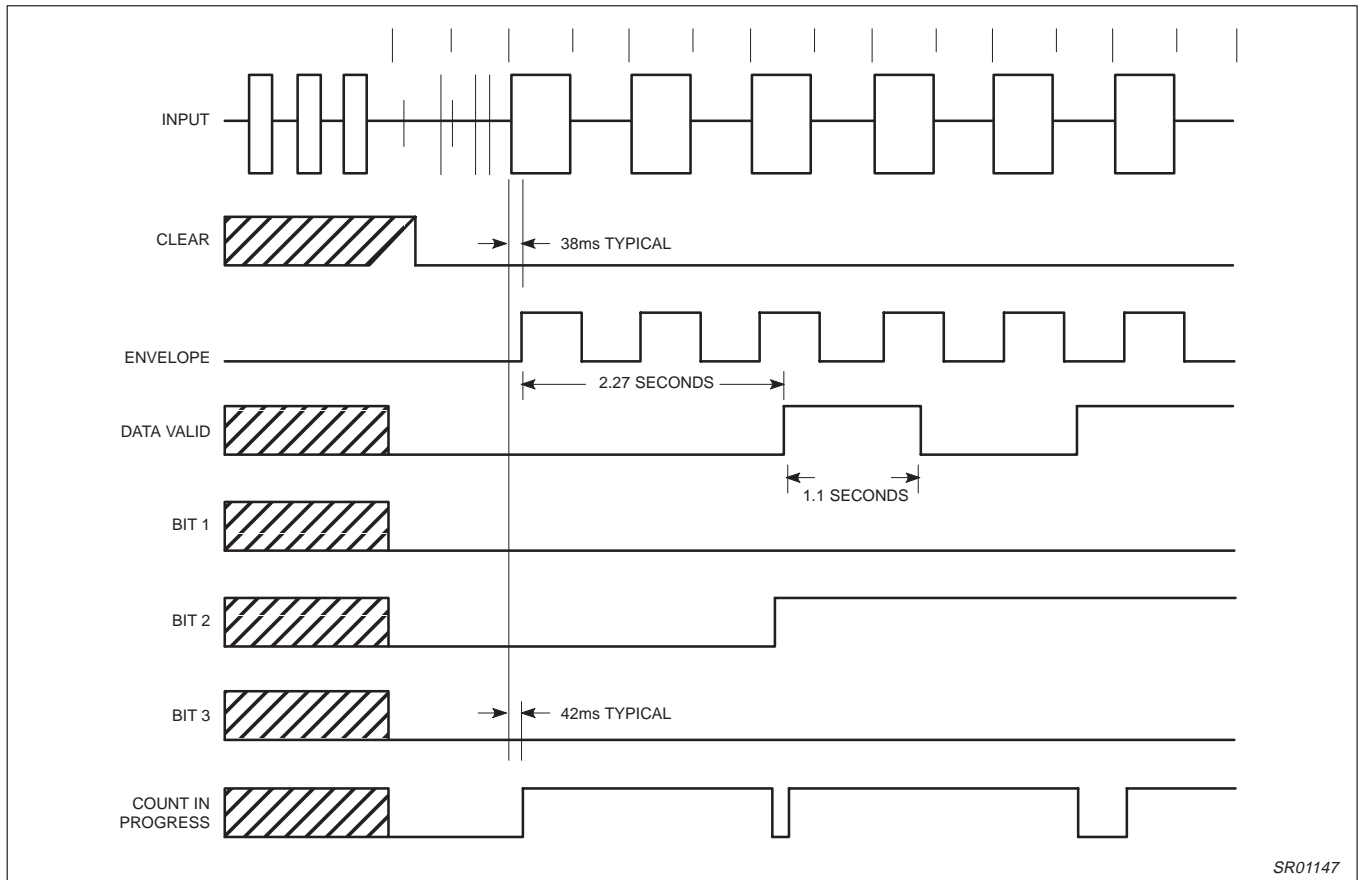 INPUT
CLEAR
38ms TYPICAL
ENVELOPE
2.27 SECONDS
DATA VALID
1.1 SECONDS
BIT 1
BIT 2
BIT 3
42ms TYPICAL
COUNT IN
PROGRESS
SR01147